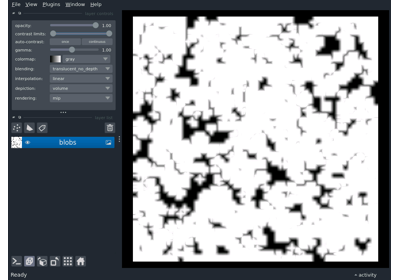 File View Plugins Window Help
opacity: 1.00
contrast limits:
auto-contrast: once continuous
gamma: 1.00
colormap: gray
blending: translucent_no_depth
interpolation: linear
depiction: volume
rendering: mip
blobs
Ready
activity